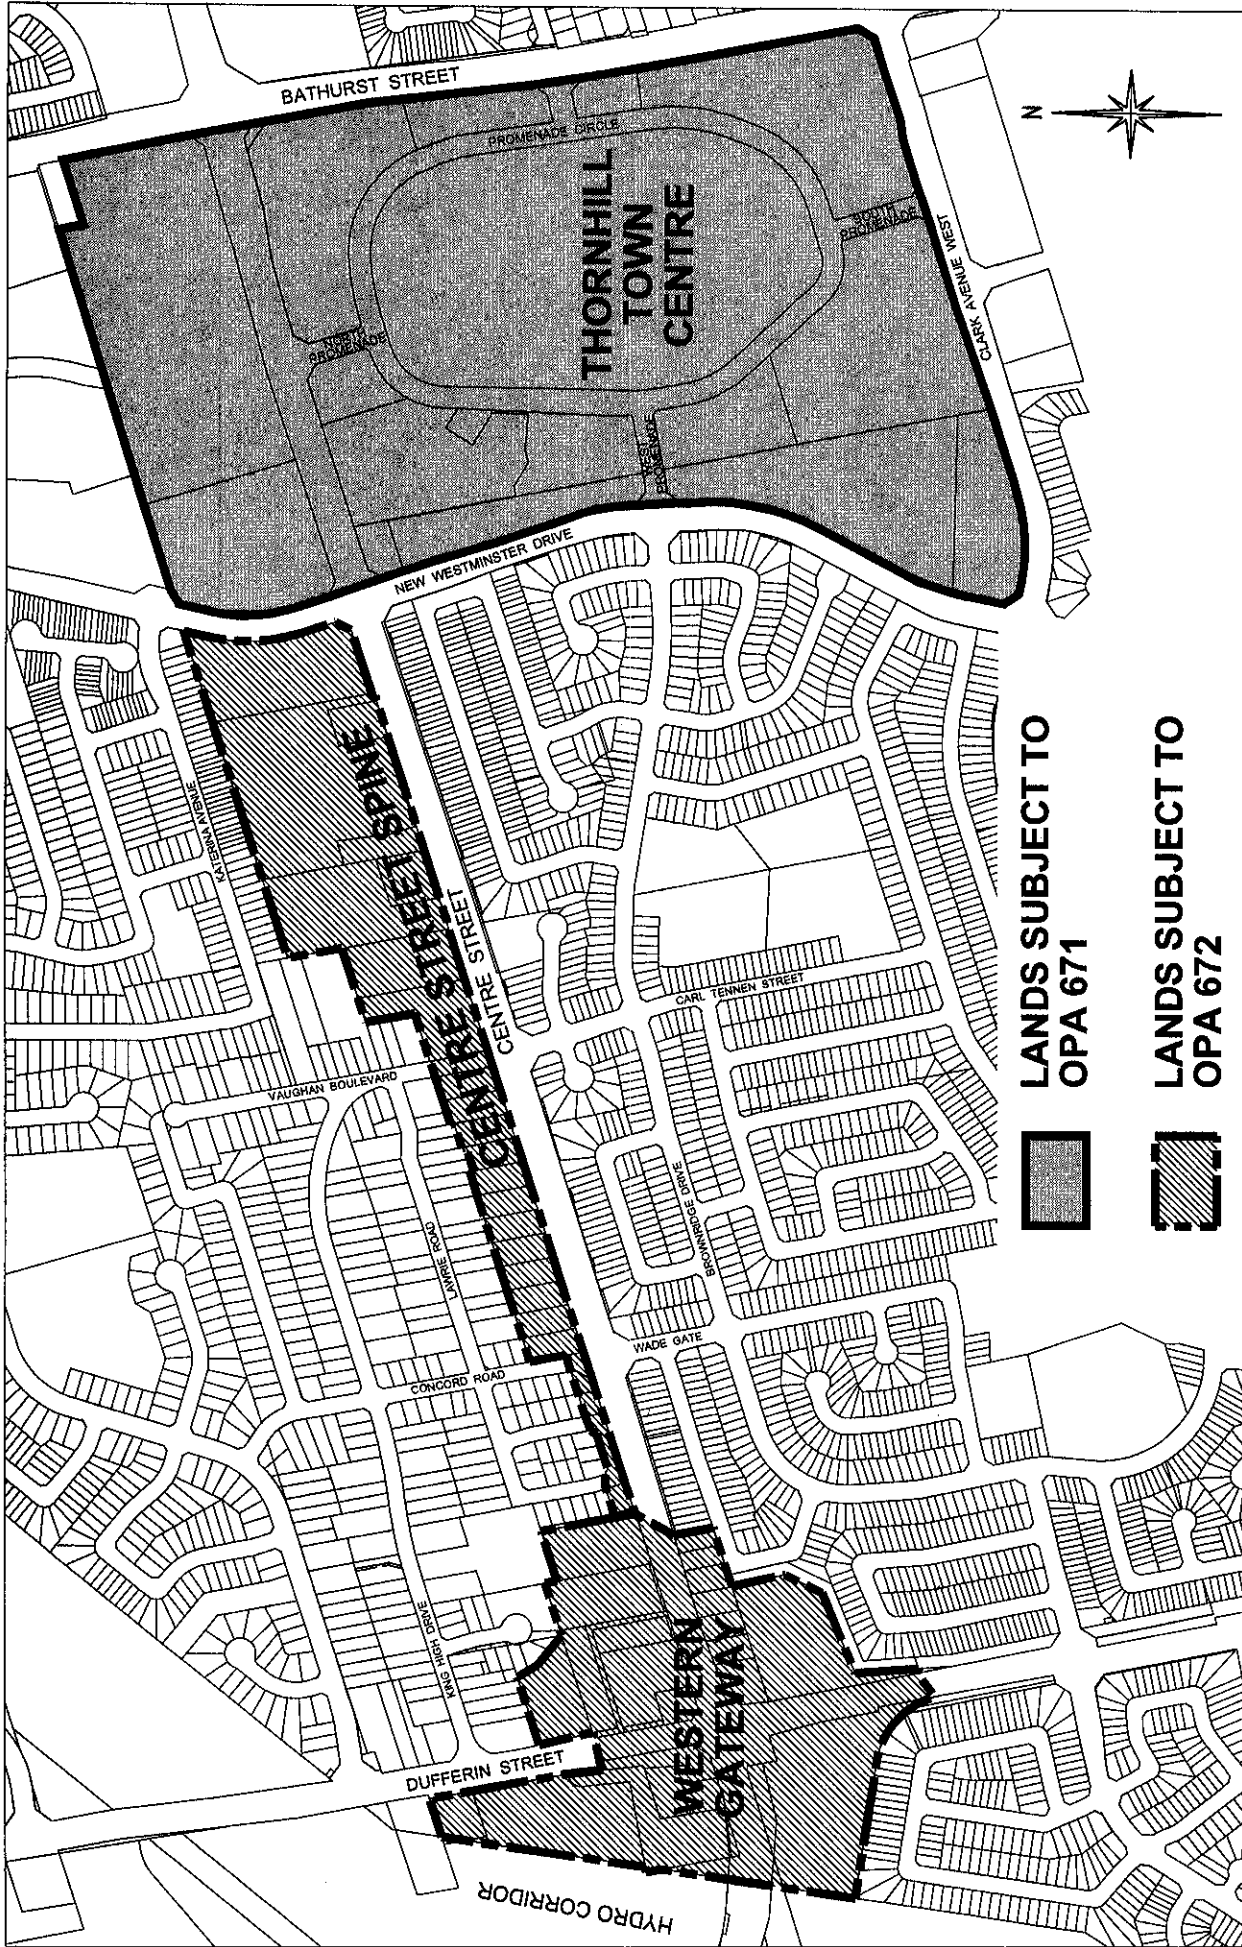 BATHURST STREET
PROMENADE CIRCLE
THORNHILL
TOWN
CENTRE
NORTH
PROMENADE
SOUTH
PROMENADE
WEST
PROMENADE
CLARK AVENUE WEST
N
NEW WESTMINSTER DRIVE
KATERINA AVENUE
CENTRE STREET SPINE
CENTRE STREET
VAUGHAN BOULEVARD
CARL TENNEN STREET
LAWRIE ROAD
BROWNRIDGE DRIVE
WADE GATE
CONCORD ROAD
KING HIGH DRIVE
DUFFERIN STREET
WESTERN
GATEWAY
HYDRO CORRIDOR
LANDS SUBJECT TO
OPA 671
LANDS SUBJECT TO
OPA 672